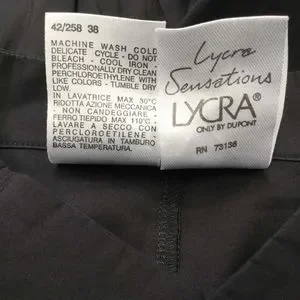 42/258 38
MACHINE WASH COLD
DELICATE CYCLE - DO NOT
BLEACH - COOL IRON -
PROFESSIONALLY DRY CLEAN
PERCHLOROETHYLENE WITH
LIKE COLORS - TUMBLE DRY
IN LAVATRICE MAX 30°C
RIDOTTA AZIONE MECCANICA
- NON CANDEGGIARE -
FERRO TIEPIDO MAX 110°C -
LAVARE A SECCO CON
PERCLOROETILENE -
ASCIUGATURA IN TAMBURO
BASSA TEMPERATURA.
Lycra
Sensations
LYCRA®
ONLY BY DUPONT
RN 73136